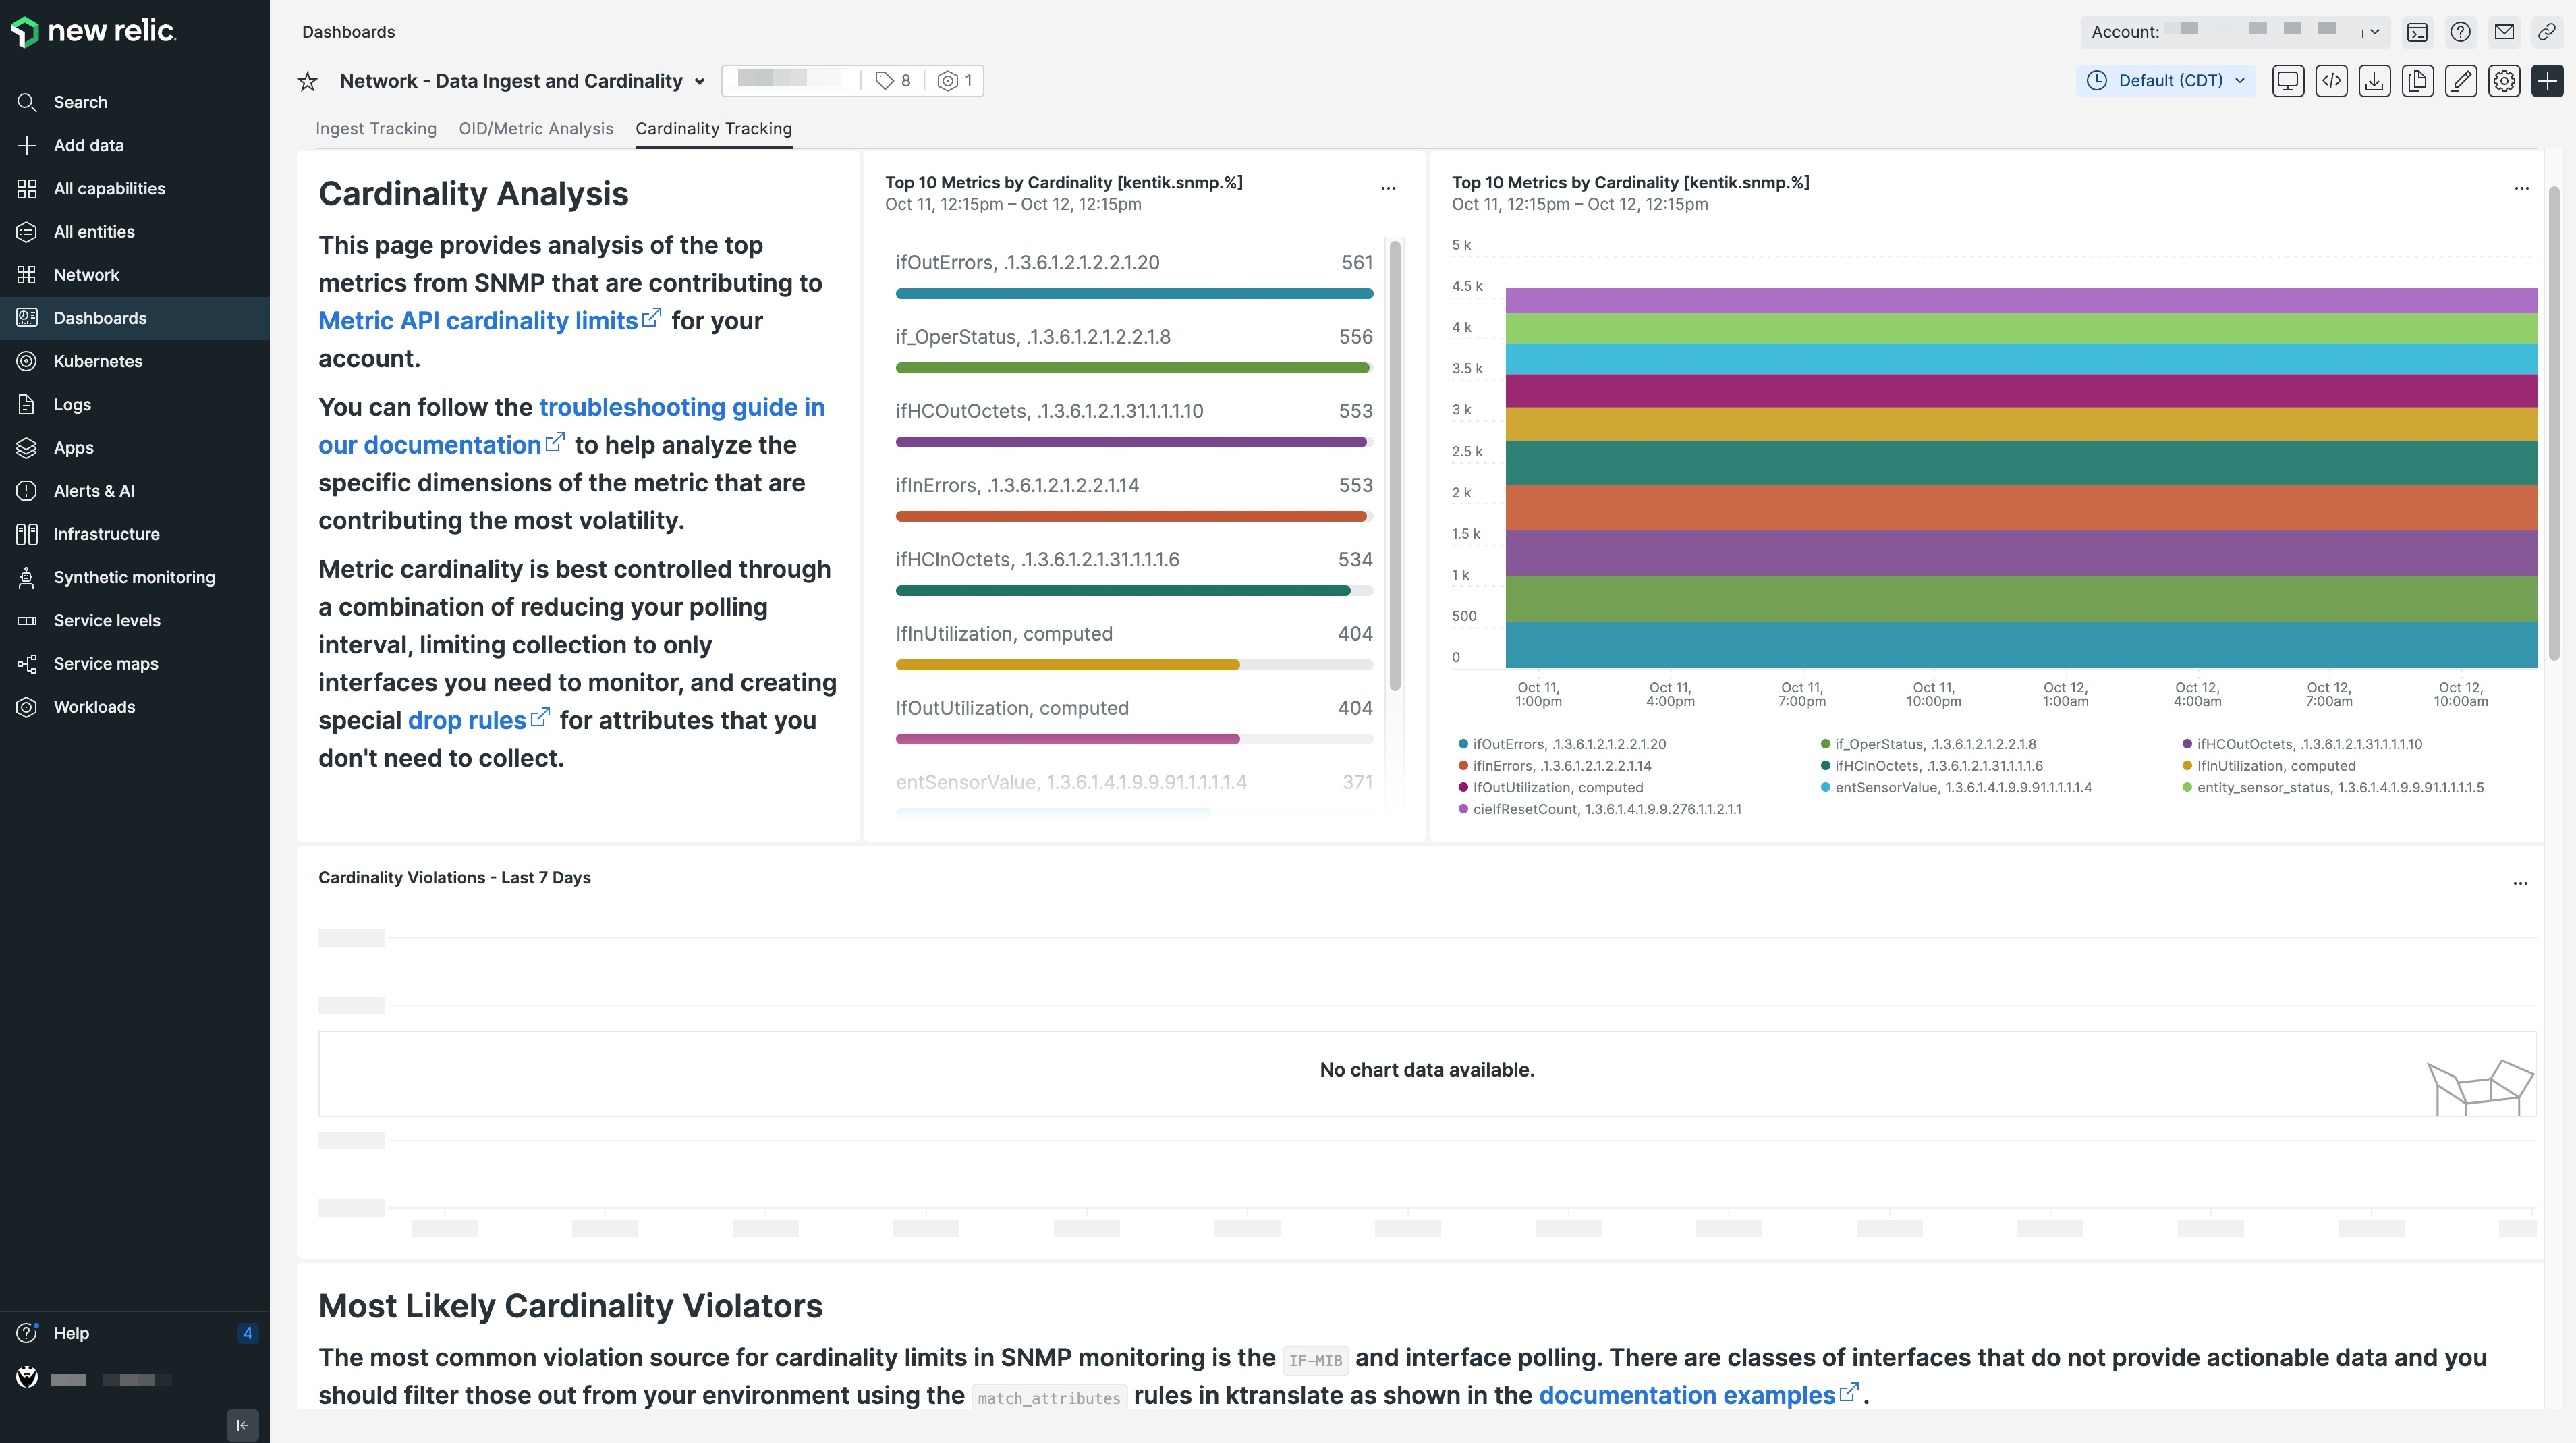 new relic.
Search
Add data
All capabilities
All entities
Network
Dashboards
Kubernetes
Logs
Apps
Alerts & AI
Infrastructure
Synthetic monitoring
Service levels
Service maps
Workloads
Help
4
Dashboards
Account:
Network - Data Ingest and Cardinality
8
1
Default (CDT)
Ingest Tracking
OID/Metric Analysis
Cardinality Tracking
Cardinality Analysis
This page provides analysis of the top
metrics from SNMP that are contributing to
Metric API cardinality limits for your
account.
You can follow the troubleshooting guide in
our documentation to help analyze the
specific dimensions of the metric that are
contributing the most volatility.
Metric cardinality is best controlled through
a combination of reducing your polling
interval, limiting collection to only
interfaces you need to monitor, and creating
special drop rules for attributes that you
don't need to collect.
Top 10 Metrics by Cardinality [kentik.snmp.%]
Oct 11, 12:15pm – Oct 12, 12:15pm
ifOutErrors, .1.3.6.1.2.1.2.2.1.20 561
if_OperStatus, .1.3.6.1.2.1.2.2.1.8 556
ifHCOutOctets, .1.3.6.1.2.1.31.1.1.1.10 553
ifInErrors, .1.3.6.1.2.1.2.2.1.14 553
ifHCInOctets, .1.3.6.1.2.1.31.1.1.1.6 534
IfInUtilization, computed 404
IfOutUtilization, computed 404
entSensorValue, 1.3.6.1.4.1.9.9.91.1.1.1.1.4 371
Top 10 Metrics by Cardinality [kentik.snmp.%]
Oct 11, 12:15pm – Oct 12, 12:15pm
5 k
4.5 k
4 k
3.5 k
3 k
2.5 k
2 k
1.5 k
1 k
500
0
Oct 11, 1:00pm
Oct 11, 4:00pm
Oct 11, 7:00pm
Oct 11, 10:00pm
Oct 12, 1:00am
Oct 12, 4:00am
Oct 12, 7:00am
Oct 12, 10:00am
ifOutErrors, .1.3.6.1.2.1.2.2.1.20
if_OperStatus, .1.3.6.1.2.1.2.2.1.8
ifHCOutOctets, .1.3.6.1.2.1.31.1.1.1.10
ifInErrors, .1.3.6.1.2.1.2.2.1.14
ifHCInOctets, .1.3.6.1.2.1.31.1.1.1.6
IfInUtilization, computed
IfOutUtilization, computed
entSensorValue, 1.3.6.1.4.1.9.9.91.1.1.1.1.4
entity_sensor_status, 1.3.6.1.4.1.9.9.91.1.1.1.1.5
cieIfResetCount, 1.3.6.1.4.1.9.9.276.1.1.2.1.1
Cardinality Violations - Last 7 Days
No chart data available.
Most Likely Cardinality Violators
The most common violation source for cardinality limits in SNMP monitoring is the IF-MIB and interface polling. There are classes of interfaces that do not provide actionable data and you
should filter those out from your environment using the match_attributes rules in ktranslate as shown in the documentation examples .